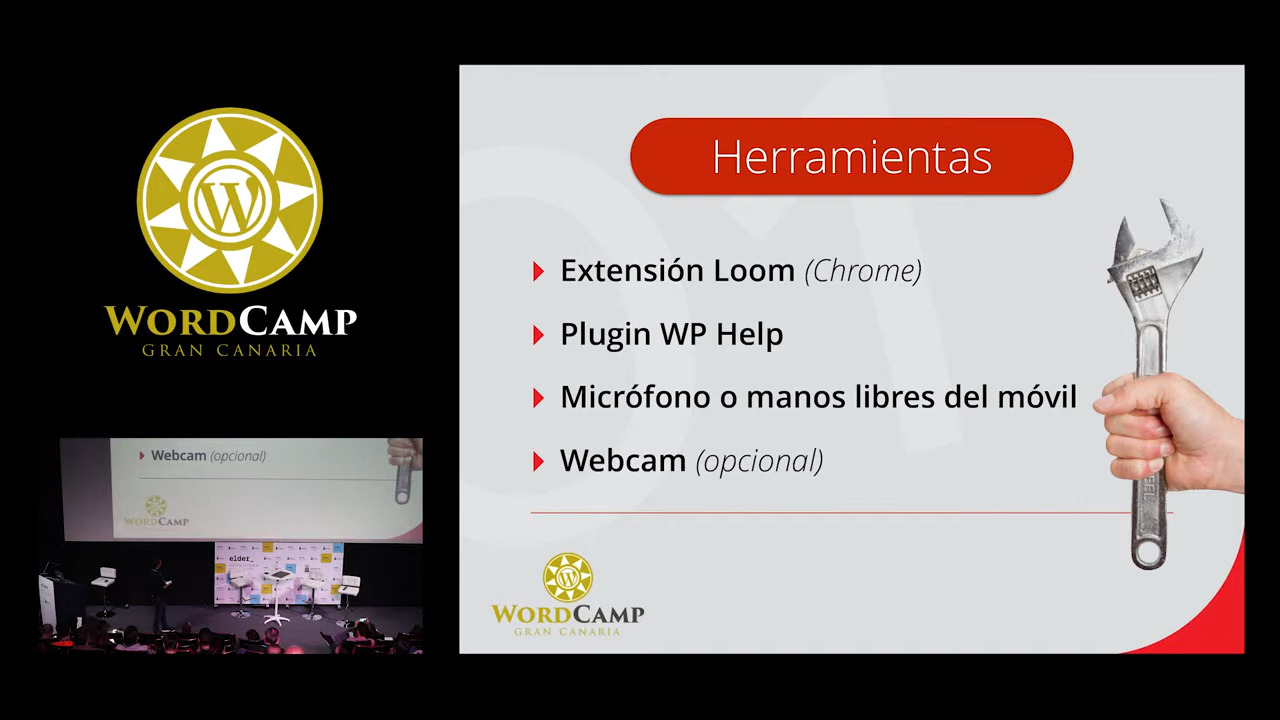 WORDCAMP
GRAN CANARIA
Herramientas
Extensión Loom (Chrome)
Plugin WP Help
Micrófono o manos libres del móvil
Webcam (opcional)
WORDCAMP
GRAN CANARIA
Webcam (opcional)
WORDCAMP
elder_